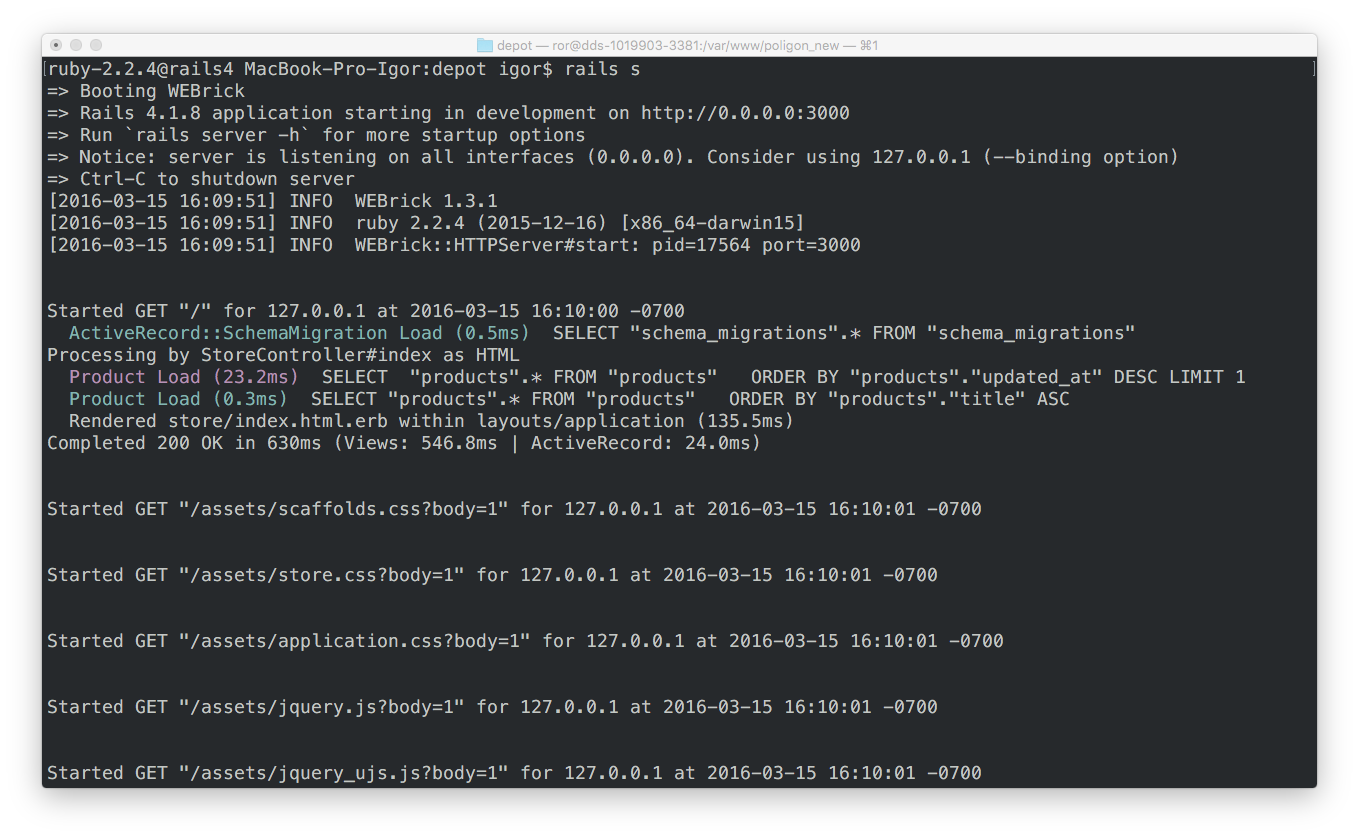 depot — ror@dds-1019903-3381:/var/www/poligon_new — ⌘1
[ruby-2.2.4@rails4 MacBook-Pro-Igor:depot igor$ rails s ]
=> Booting WEBrick
=> Rails 4.1.8 application starting in development on http://0.0.0.0:3000
=> Run `rails server -h` for more startup options
=> Notice: server is listening on all interfaces (0.0.0.0). Consider using 127.0.0.1 (--binding option)
=> Ctrl-C to shutdown server
[2016-03-15 16:09:51] INFO  WEBrick 1.3.1
[2016-03-15 16:09:51] INFO  ruby 2.2.4 (2015-12-16) [x86_64-darwin15]
[2016-03-15 16:09:51] INFO  WEBrick::HTTPServer#start: pid=17564 port=3000
Started GET "/" for 127.0.0.1 at 2016-03-15 16:10:00 -0700
  ActiveRecord::SchemaMigration Load (0.5ms)  SELECT "schema_migrations".* FROM "schema_migrations"
Processing by StoreController#index as HTML
  Product Load (23.2ms)  SELECT  "products".* FROM "products"   ORDER BY "products"."updated_at" DESC LIMIT 1
  Product Load (0.3ms)  SELECT "products".* FROM "products"   ORDER BY "products"."title" ASC
  Rendered store/index.html.erb within layouts/application (135.5ms)
Completed 200 OK in 630ms (Views: 546.8ms | ActiveRecord: 24.0ms)
Started GET "/assets/scaffolds.css?body=1" for 127.0.0.1 at 2016-03-15 16:10:01 -0700
Started GET "/assets/store.css?body=1" for 127.0.0.1 at 2016-03-15 16:10:01 -0700
Started GET "/assets/application.css?body=1" for 127.0.0.1 at 2016-03-15 16:10:01 -0700
Started GET "/assets/jquery.js?body=1" for 127.0.0.1 at 2016-03-15 16:10:01 -0700
Started GET "/assets/jquery_ujs.js?body=1" for 127.0.0.1 at 2016-03-15 16:10:01 -0700